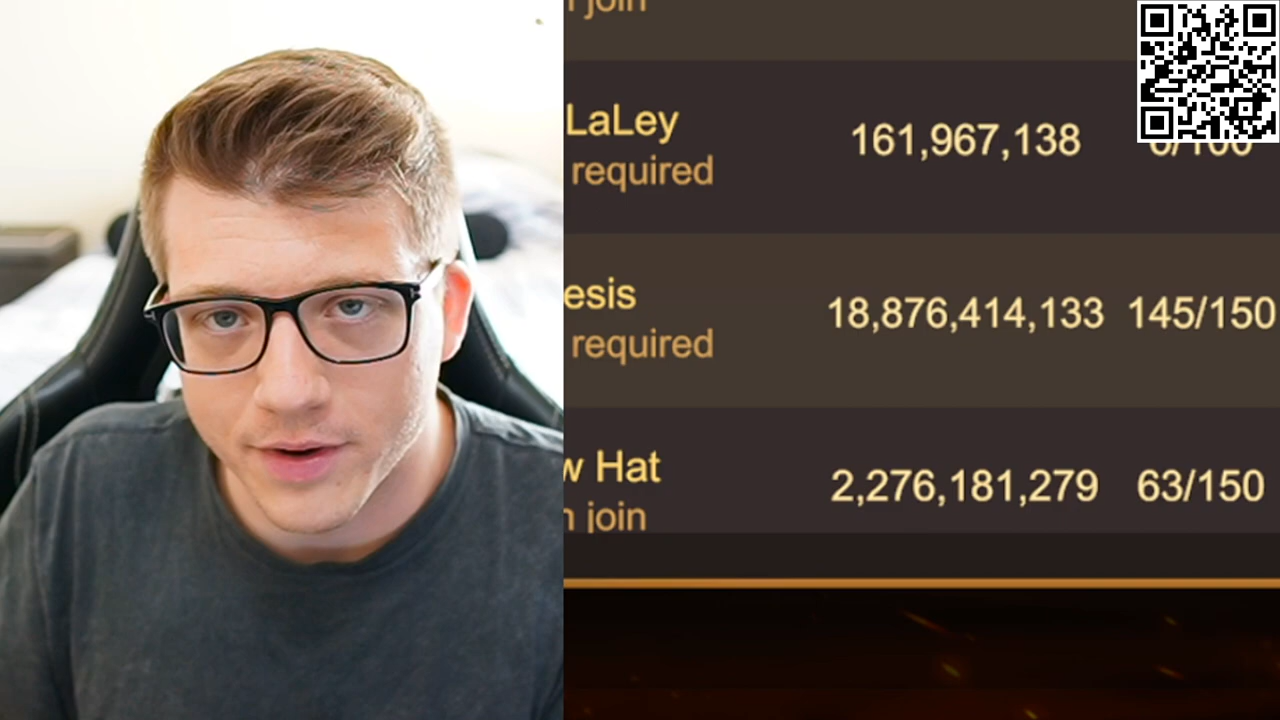 join
LaLey
required
161,967,138
esis
required
18,876,414,133
145/150
w Hat
join
2,276,181,279
63/150